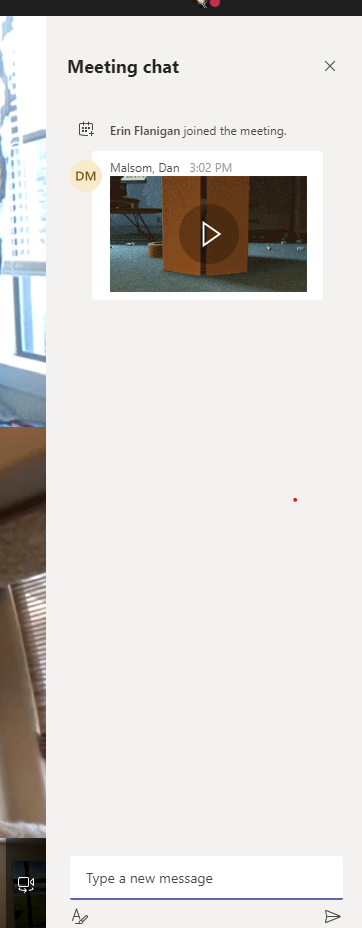 Meeting chat
Erin Flanigan joined the meeting.
Malsom, Dan 3:02 PM
DM
Type a new message